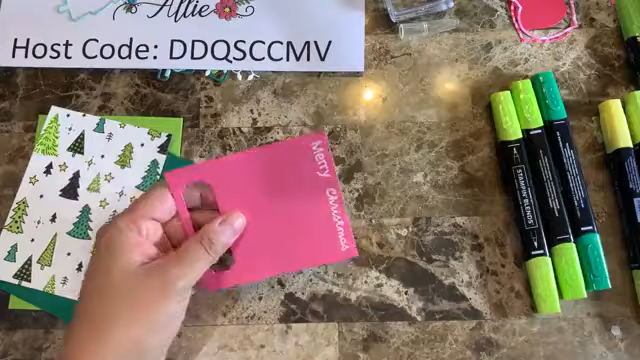 Allie
Host Code: DDQSCCMV
Merry Christmas
STAMPIN' BLENDS